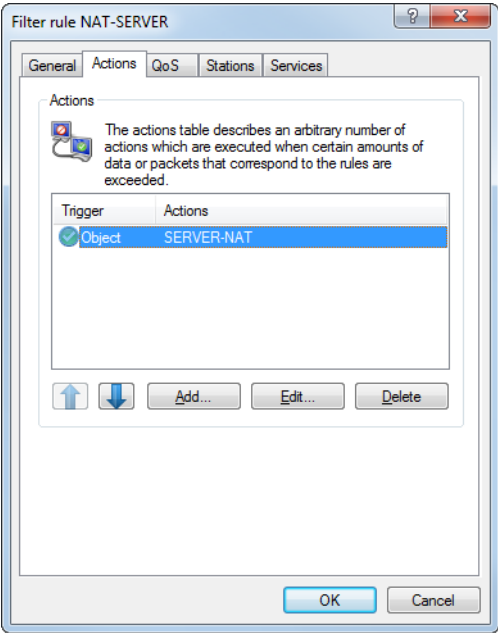 Filter rule NAT-SERVER
?
General Actions QoS Stations Services
Actions
The actions table describes an arbitrary number of
actions which are executed when certain amounts of
data or packets that correspond to the rules are
exceeded.
Trigger Actions
Object SERVER-NAT
Add... Edit... Delete
OK Cancel